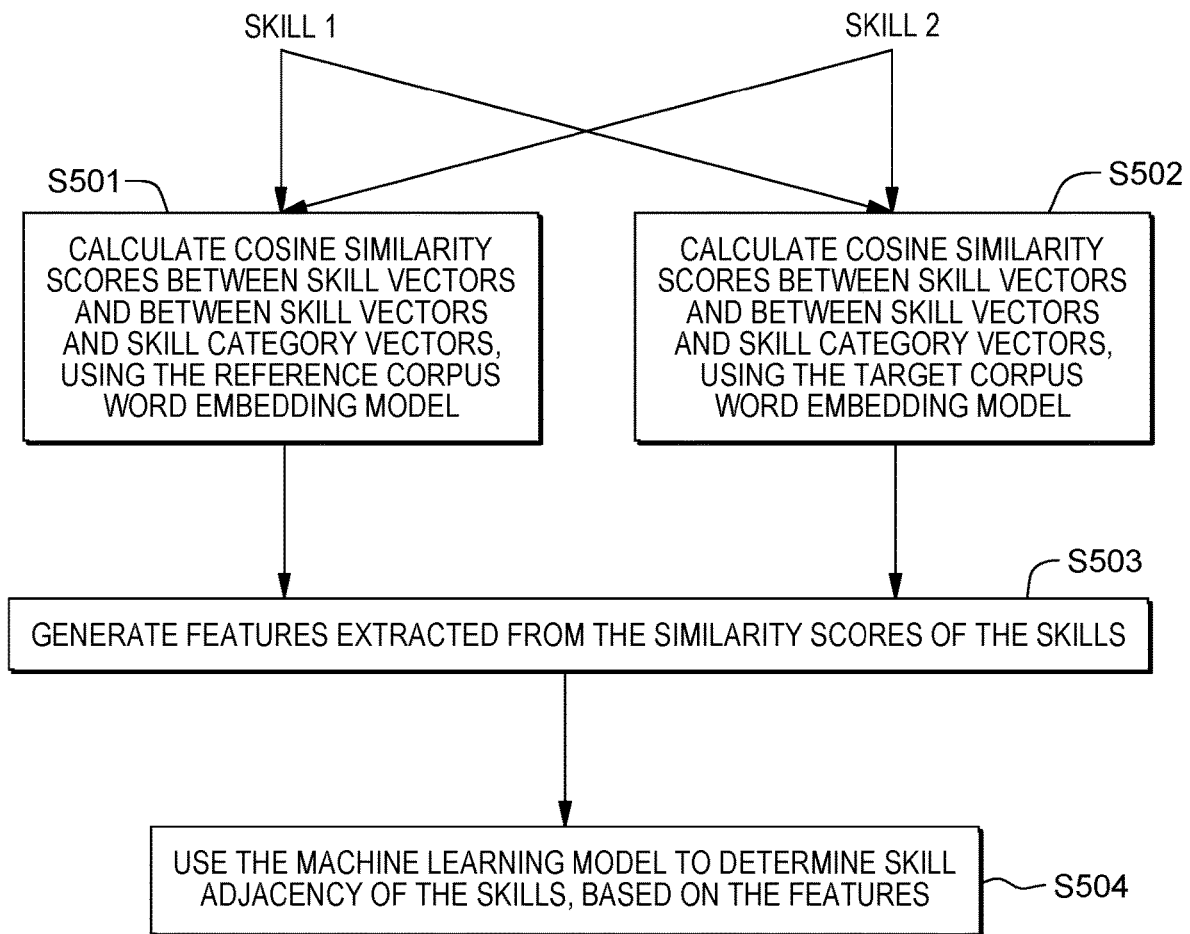 SKILL 1
SKILL 2
S501
CALCULATE COSINE SIMILARITY
SCORES BETWEEN SKILL VECTORS
AND BETWEEN SKILL VECTORS
AND SKILL CATEGORY VECTORS,
USING THE REFERENCE CORPUS
WORD EMBEDDING MODEL
S502
CALCULATE COSINE SIMILARITY
SCORES BETWEEN SKILL VECTORS
AND BETWEEN SKILL VECTORS
AND SKILL CATEGORY VECTORS,
USING THE TARGET CORPUS
WORD EMBEDDING MODEL
S503
GENERATE FEATURES EXTRACTED FROM THE SIMILARITY SCORES OF THE SKILLS
USE THE MACHINE LEARNING MODEL TO DETERMINE SKILL
ADJACENCY OF THE SKILLS, BASED ON THE FEATURES
S504